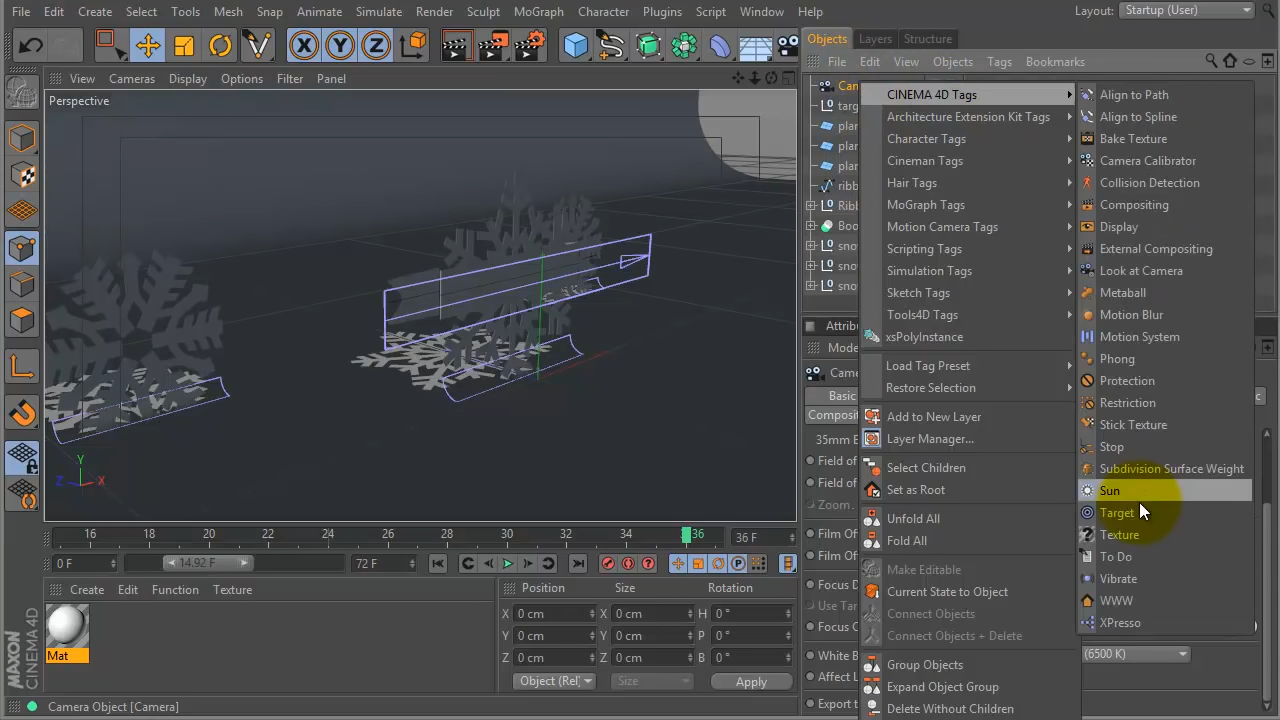 File Edit Create Select Tools Mesh Snap Animate Simulate Render Sculpt MoGraph Character Plugins Script Window Help Layout: Startup (User)
Objects Layers Structure
View Cameras Display Options Filter Panel
File Edit View Objects Tags Bookmarks
Perspective
CINEMA 4D Tags
Architecture Extension Kit Tags
Character Tags
Cineman Tags
Hair Tags
MoGraph Tags
Motion Camera Tags
Scripting Tags
Simulation Tags
Sketch Tags
Tools4D Tags
xsPolyInstance
Load Tag Preset
Restore Selection
Add to New Layer
Layer Manager...
Select Children
Set as Root
Unfold All
Fold All
Make Editable
Current State to Object
Connect Objects
Connect Objects + Delete
Group Objects
Expand Object Group
Delete Without Children
Align to Path
Align to Spline
Bake Texture
Camera Calibrator
Collision Detection
Compositing
Display
External Compositing
Look at Camera
Metaball
Motion Blur
Motion System
Phong
Protection
Restriction
Stick Texture
Stop
Subdivision Surface Weight
Sun
Target
Texture
To Do
Vibrate
WWW
XPresso
Y
Z X
16 18 20 22 24 26 28 30 32 34 36 36 F
0 F 14.92 F 72 F
Create Edit Function Texture
Mat
Position Size Rotation
X 0 cm X 0 cm H 0 °
Y 0 cm Y 0 cm P 0 °
Z 0 cm Z 0 cm B 0 °
Object (Rel) Size Apply
(6500 K)
MAXON
CINEMA 4D
Camera Object [Camera]